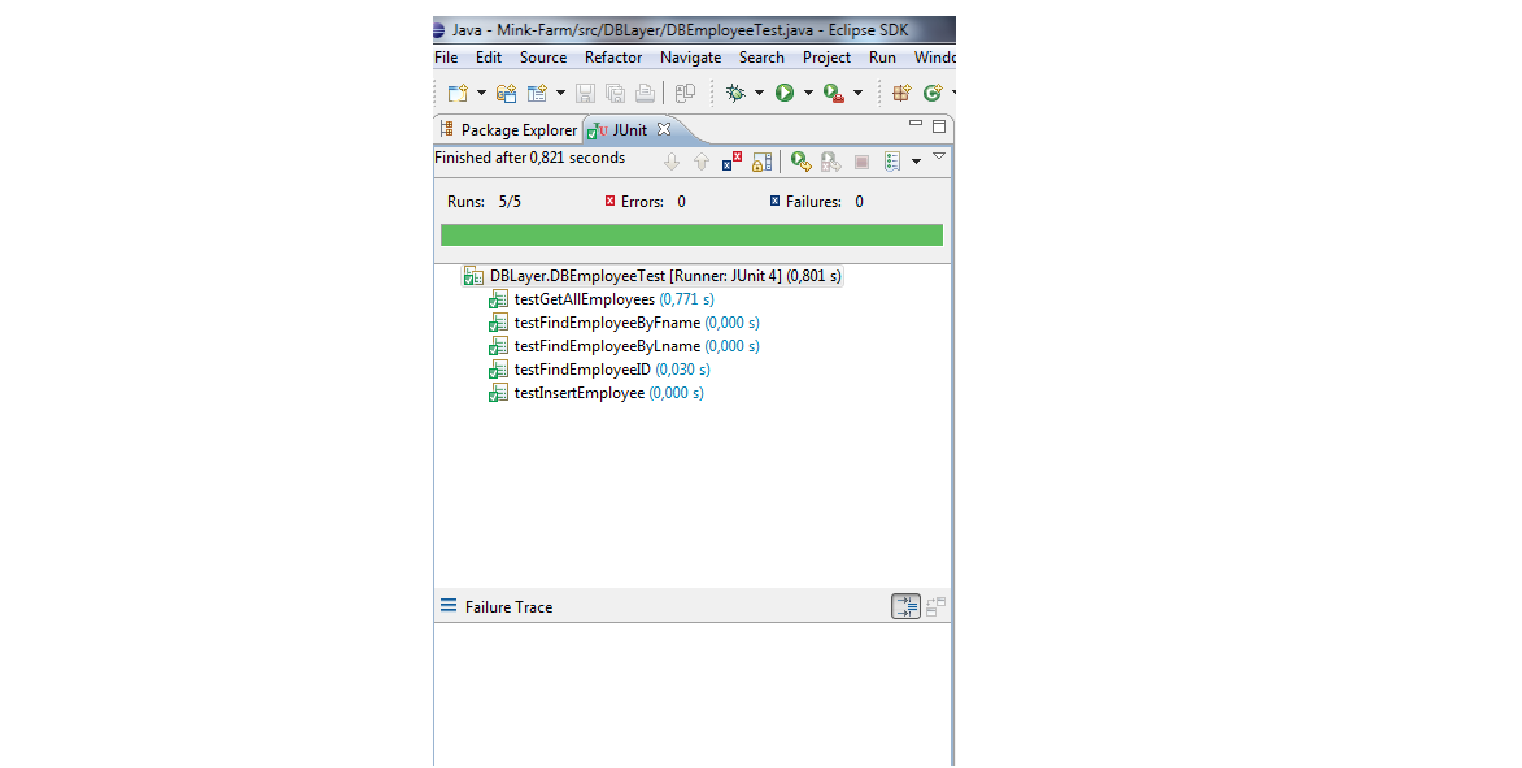 Java - Mink-Farm/src/DBLayer/DBEmployeeTest.java - Eclipse SDK
File Edit Source Refactor Navigate Search Project Run Windo
Package Explorer JUnit
Finished after 0,821 seconds
Runs: 5/5 Errors: 0 Failures: 0
DBLayer.DBEmployeeTest [Runner: JUnit 4] (0,801 s)
testGetAllEmployees (0,771 s)
testFindEmployeeByFname (0,000 s)
testFindEmployeeByLname (0,000 s)
testFindEmployeeID (0,030 s)
testInsertEmployee (0,000 s)
Failure Trace